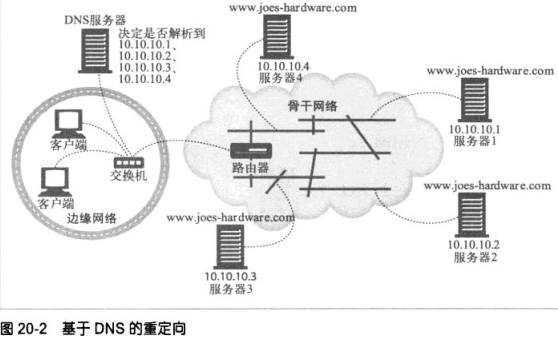 DNS服务器
决定是否解析到
10.10.10.1、
10.10.10.2、
10.10.10.3、
10.10.10.4
www.joes-hardware.com
10.10.10.4
服务器4
www.joes-hardware.com
10.10.10.1
服务器1
骨干网络
客户端
客户端
交换机
边缘网络
路由器
www.joes-hardware.com
10.10.10.3
服务器3
www.joes-hardware.com
10.10.10.2
服务器2
图 20-2 基于 DNS 的重定向